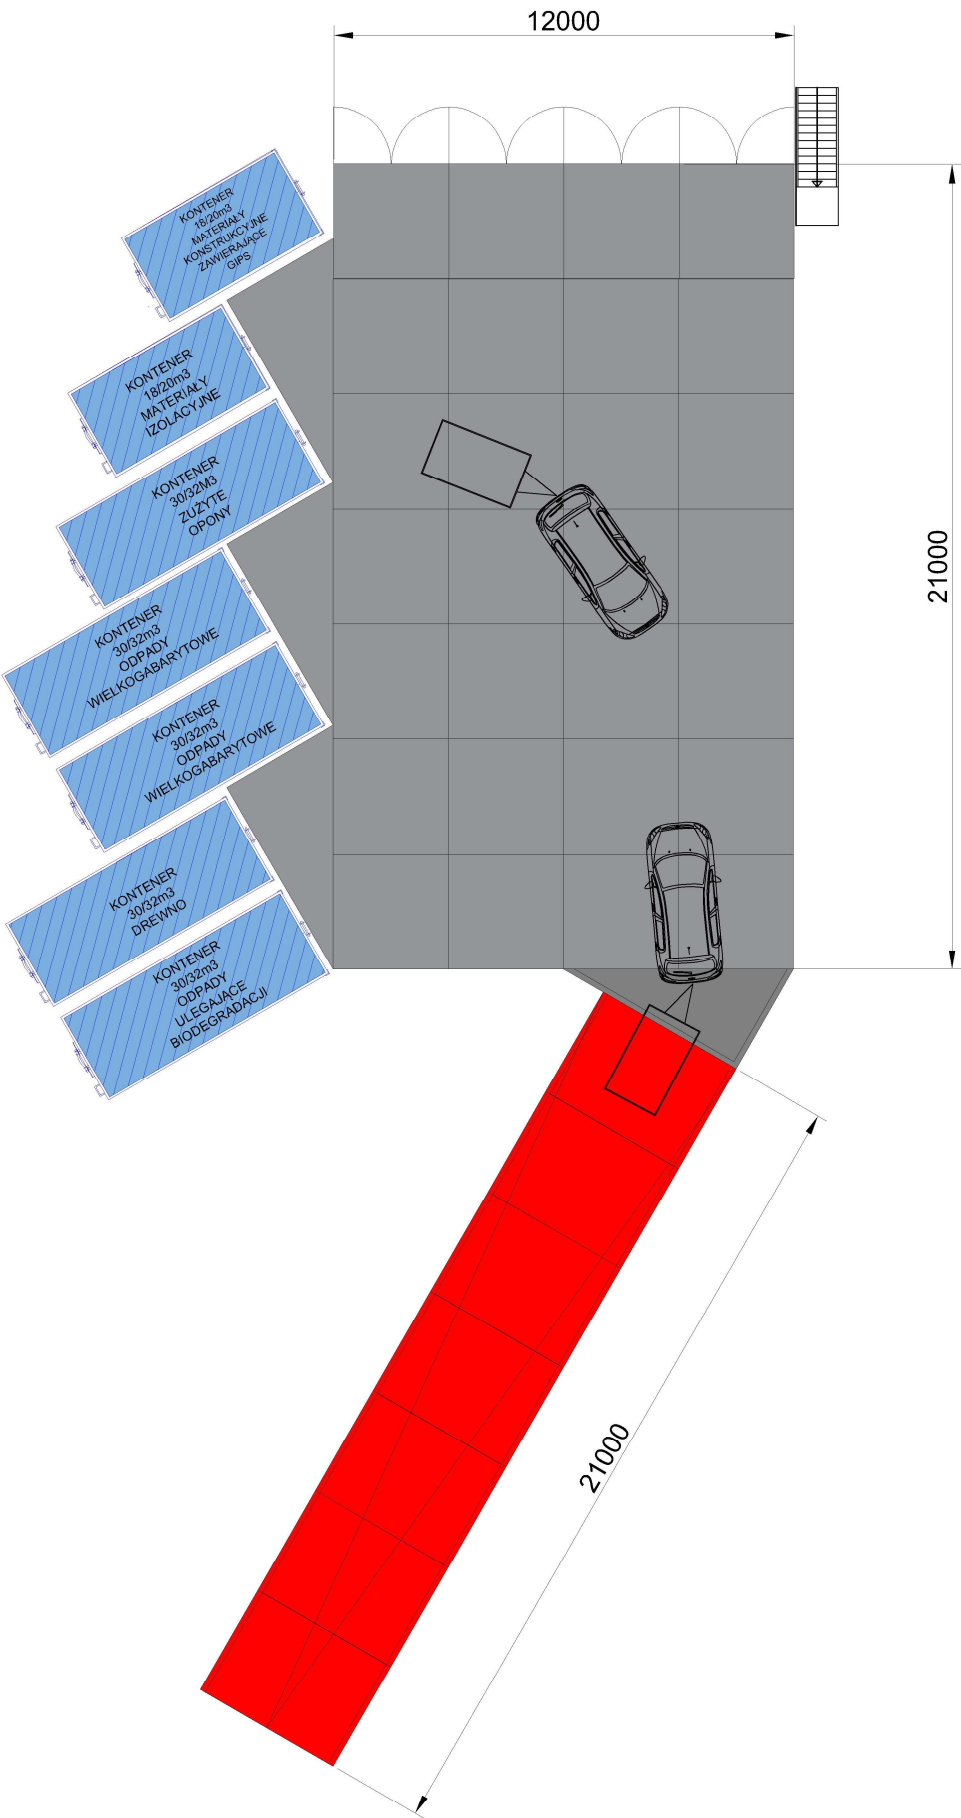 12000
KONTENER
18/20m3
MATERIAŁY
KONSTRUKCYJNE
ZAWIERAJĄCE
GIPS
KONTENER
18/20m3
MATERIAŁY
IZOLACYJNE
KONTENER
30/32M3
ZUŻYTE
OPONY
21000
KONTENER
30/32m3
ODPADY
WIELKOGABARYTOWE
KONTENER
30/32m3
ODPADY
WIELKOGABARYTOWE
KONTENER
30/32m3
DREWNO
KONTENER
30/32m3
ODPADY
ULEGAJĄCE
BIODEGRADACJI
21000